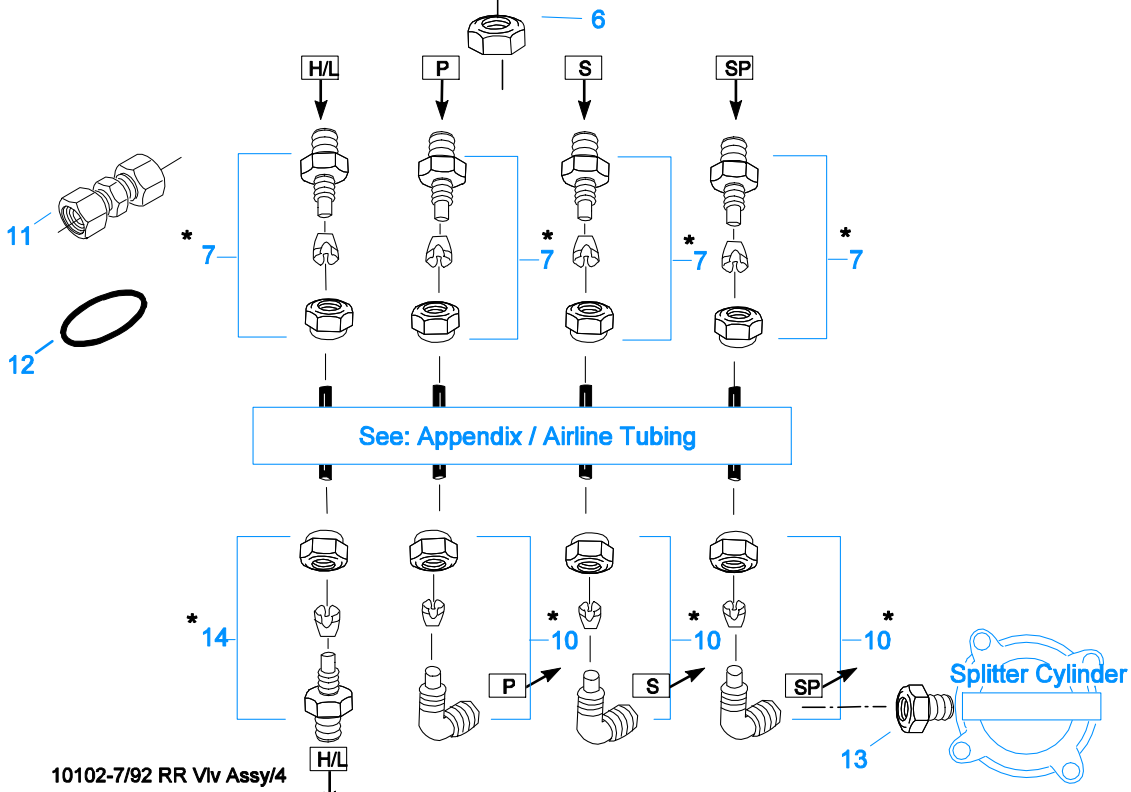 6
H/L
P
S
SP
11
* 7
* 7
* 7
* 7
12
See: Appendix / Airline Tubing
* 14
* 10
* 10
* 10
P
S
SP
Splitter Cylinder
13
H/L
10102-7/92 RR Vlv Assy/4